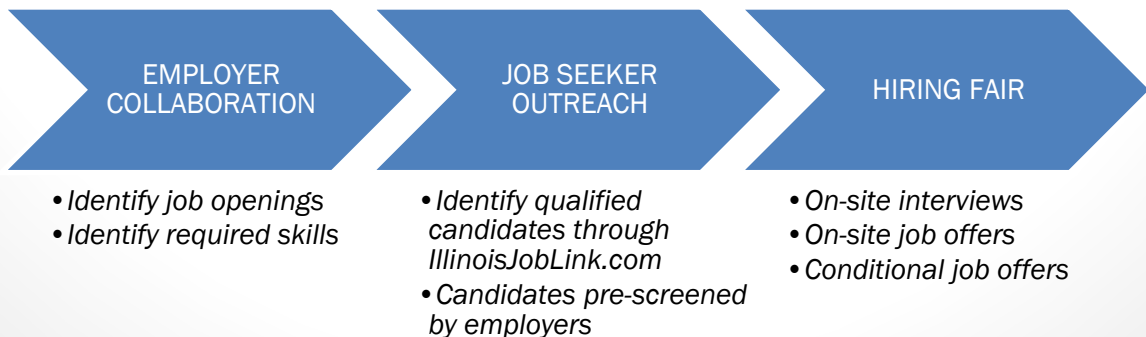 EMPLOYER
COLLABORATION
• Identify job openings
• Identify required skills
JOB SEEKER
OUTREACH
• Identify qualified
candidates through
IllinoisJobLink.com
• Candidates pre-screened
by employers
HIRING FAIR
• On-site interviews
• On-site job offers
• Conditional job offers